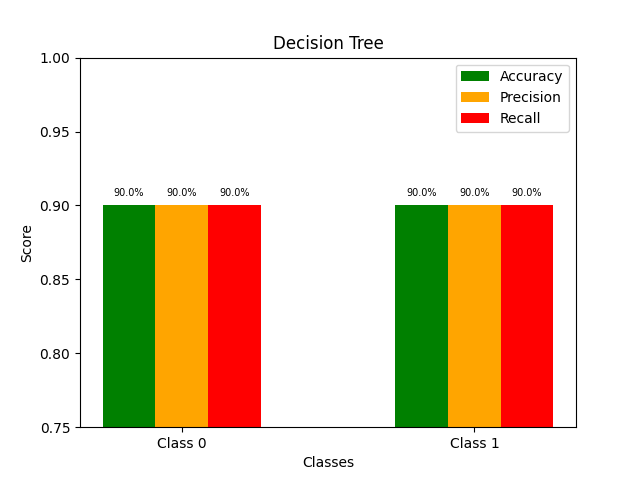 Decision Tree
1.00
0.95
0.90
0.85
0.80
0.75
Score
Accuracy
Precision
Recall
90.0% 90.0% 90.0% 90.0% 90.0% 90.0%
Class 0 Class 1
Classes